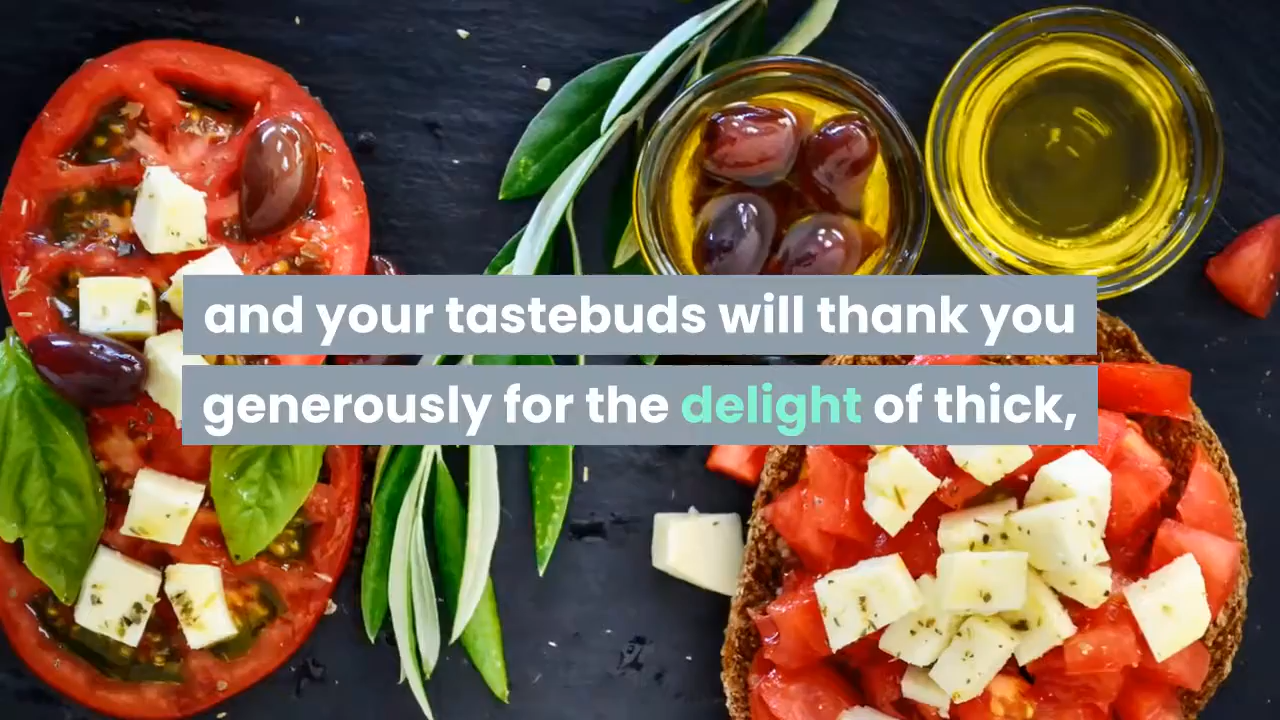 and your tastebuds will thank you
generously for the delight of thick,